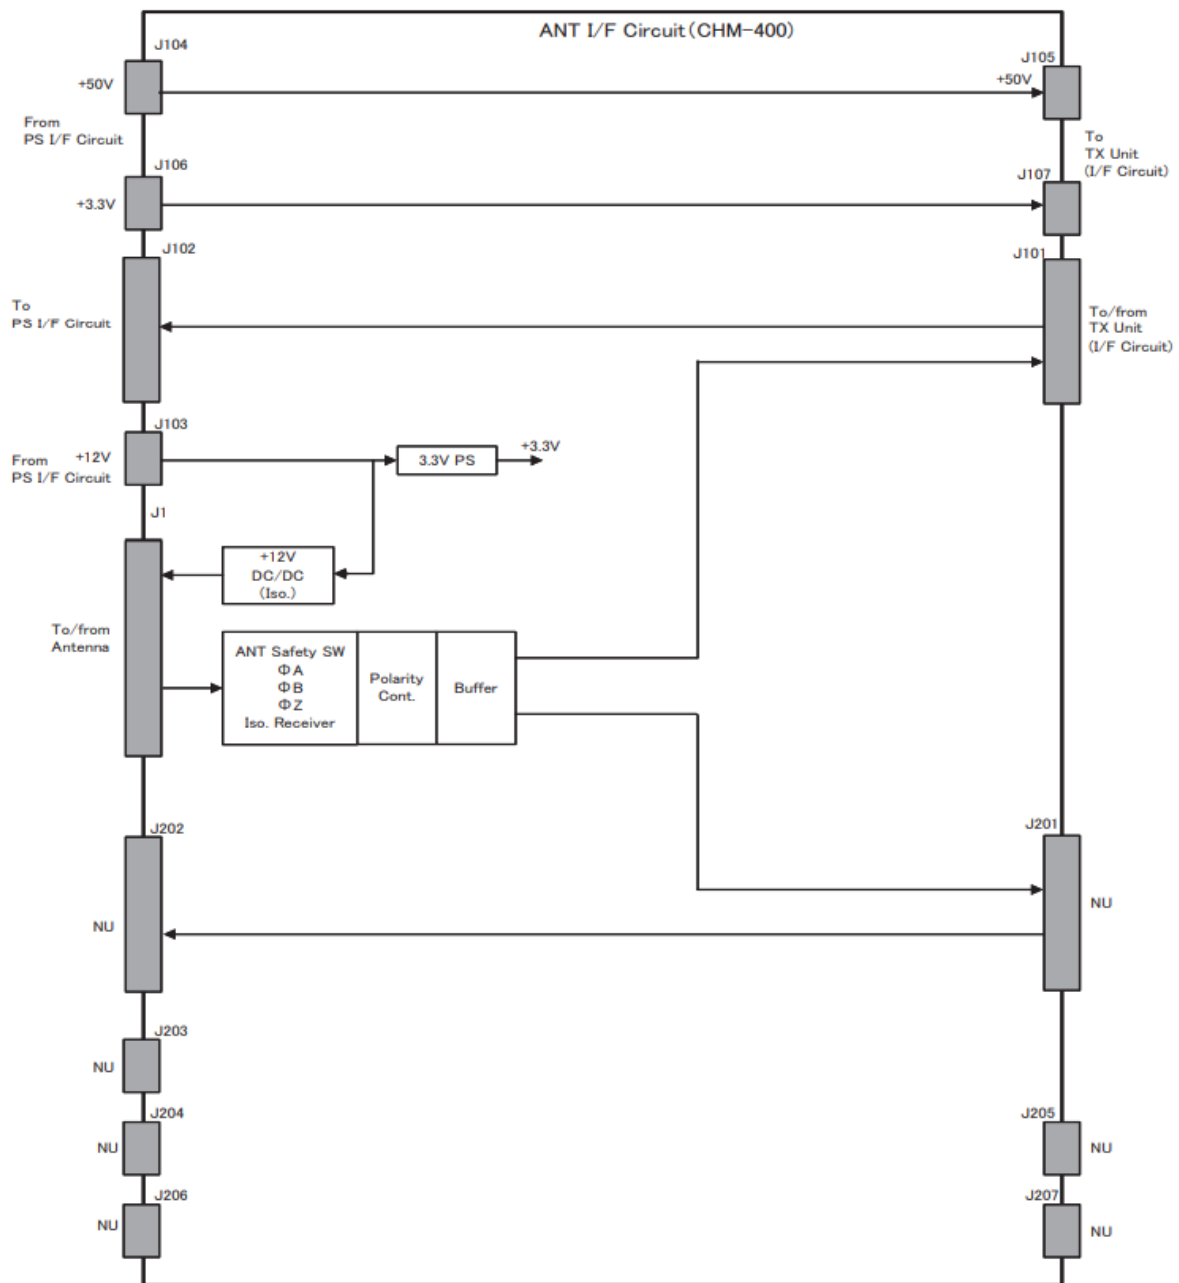 ANT I/F Circuit(CHM-400)
J104
J105
+50V
+50V
From
PS I/F Circuit
To
TX Unit
(I/F Circuit)
J106
J107
+3.3V
J102
J101
To
PS I/F Circuit
To/from
TX Unit
(I/F Circuit)
J103
From
PS I/F Circuit
+12V
3.3V PS
+3.3V
J1
+12V
DC/DC
(Iso.)
To/from
Antenna
ANT Safety SW
ΦA
ΦB
ΦZ
Iso. Receiver
Polarity
Cont.
Buffer
J202
J201
NU
NU
J203
NU
J204
J205
NU
NU
J206
J207
NU
NU